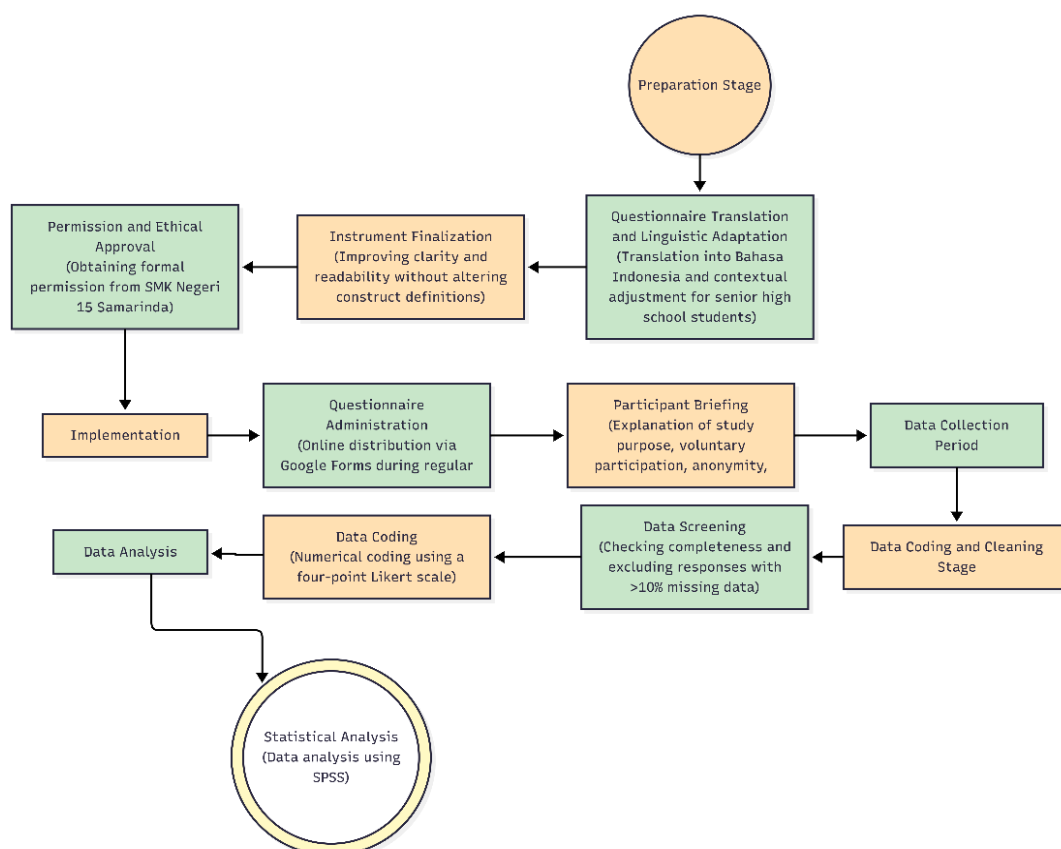 Preparation Stage
Questionnaire Translation
and Linguistic Adaptation
(Translation into Bahasa
Indonesia and contextual
adjustment for senior high
school students)
Instrument Finalization
(Improving clarity and
readability without altering
construct definitions)
Permission and Ethical
Approval
(Obtaining formal
permission from SMK Negeri
15 Samarinda)
Implementation
Questionnaire
Administration
(Online distribution via
Google Forms during regular
Participant Briefing
(Explanation of study
purpose, voluntary
participation, anonymity,
Data Collection
Period
Data Coding and Cleaning
Stage
Data Screening
(Checking completeness and
excluding responses with
>10% missing data)
Data Coding
(Numerical coding using a
four-point Likert scale)
Data Analysis
Statistical Analysis
(Data analysis using
SPSS)